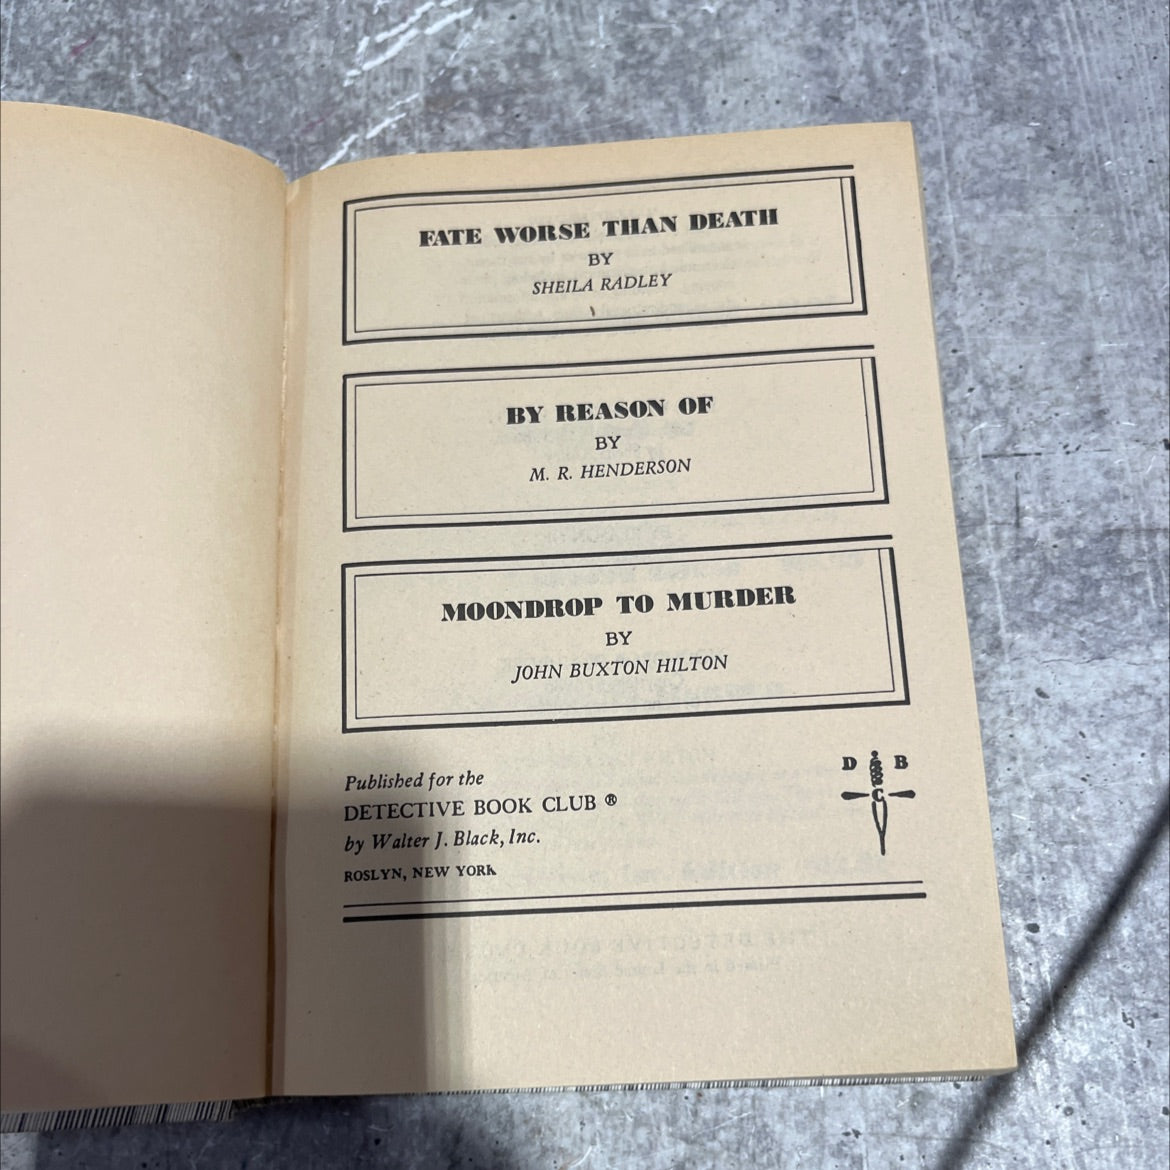 FATE WORSE THAN DEATH
BY
SHEILA RADLEY
BY REASON OF
BY
M. R. HENDERSON
MOONDROP TO MURDER
BY
JOHN BUXTON HILTON
Published for the
DETECTIVE BOOK CLUB ®
by Walter J. Black, Inc.
ROSLYN, NEW YORK
D B
C